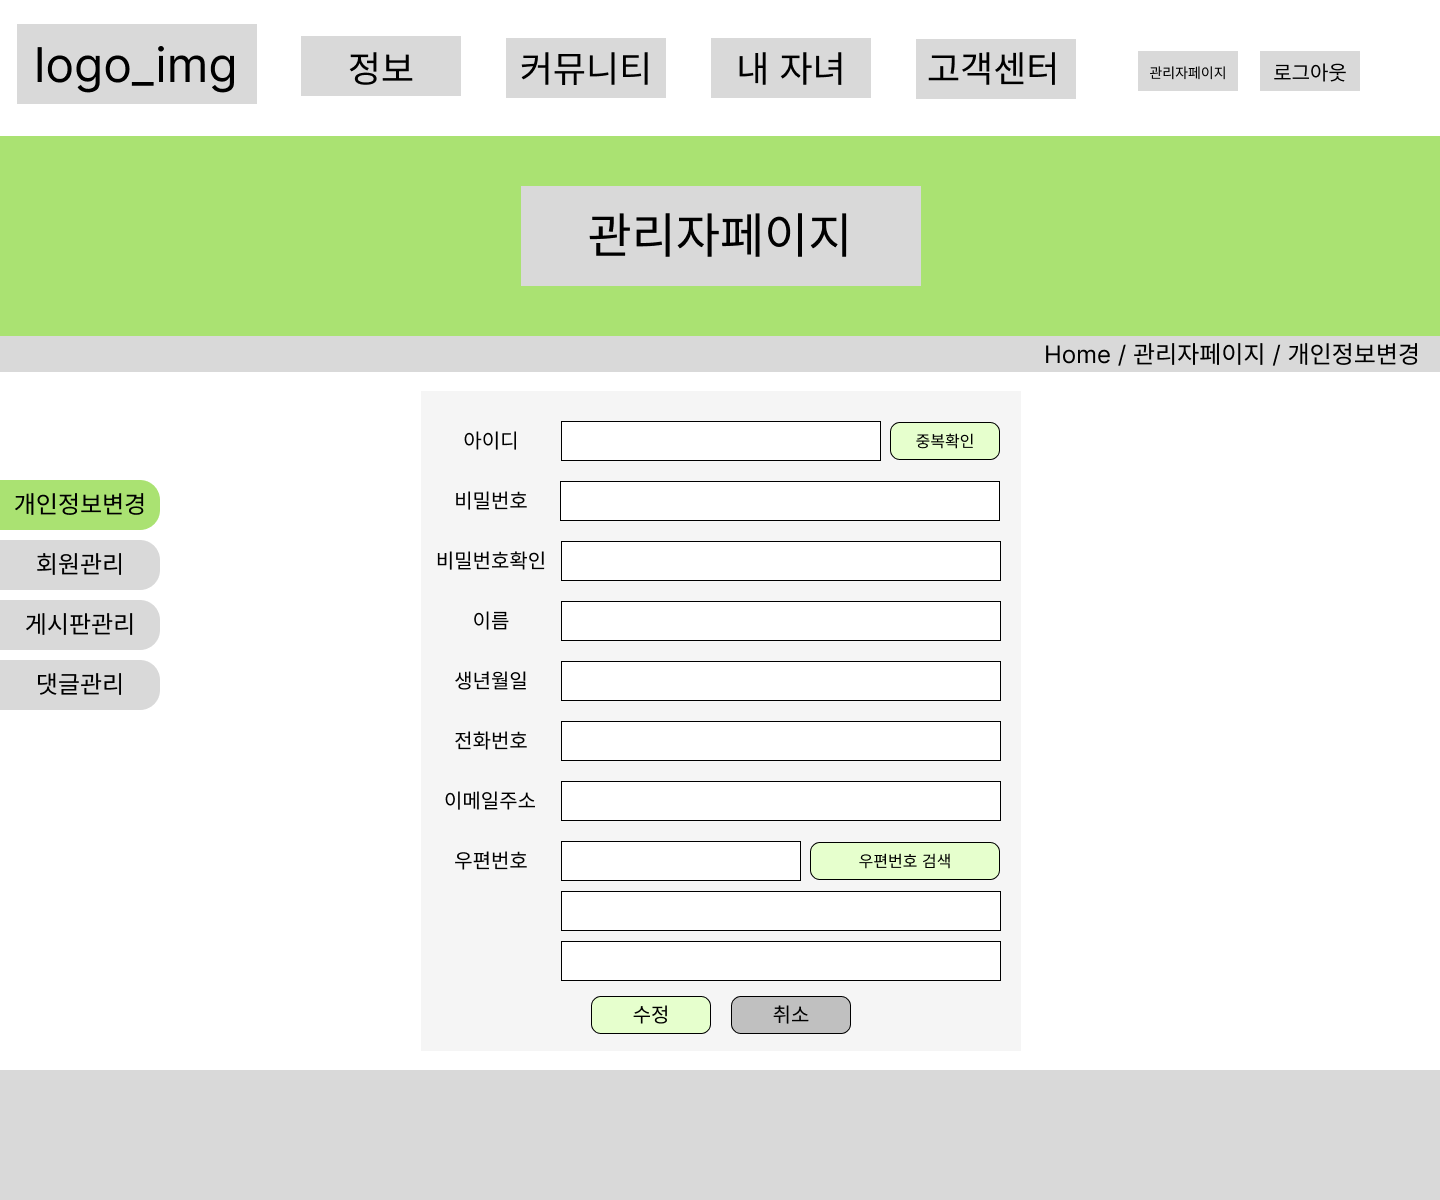 logo_img
정보
커뮤니티
내 자녀
고객센터
관리자페이지
로그아웃
관리자페이지
Home / 관리자페이지 / 개인정보변경
개인정보변경
회원관리
게시판관리
댓글관리
아이디
중복확인
비밀번호
비밀번호확인
이름
생년월일
전화번호
이메일주소
우편번호
우편번호 검색
수정
취소